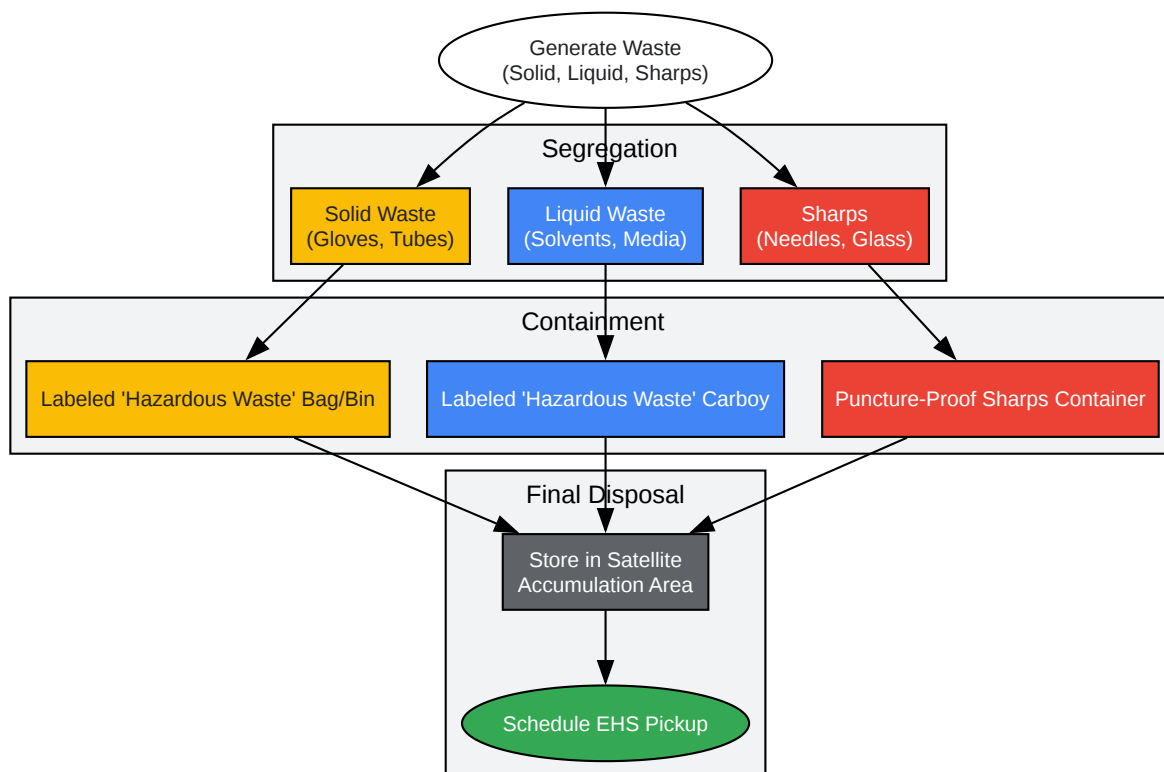 Generate Waste
(Solid, Liquid, Sharps)
Segregation
Solid Waste
(Gloves, Tubes)
Liquid Waste
(Solvents, Media)
Sharps
(Needles, Glass)
Containment
Labeled 'Hazardous Waste' Bag/Bin
Labeled 'Hazardous Waste' Carboy
Puncture-Proof Sharps Container
Final Disposal
Store in Satellite
Accumulation Area
Schedule EHS Pickup